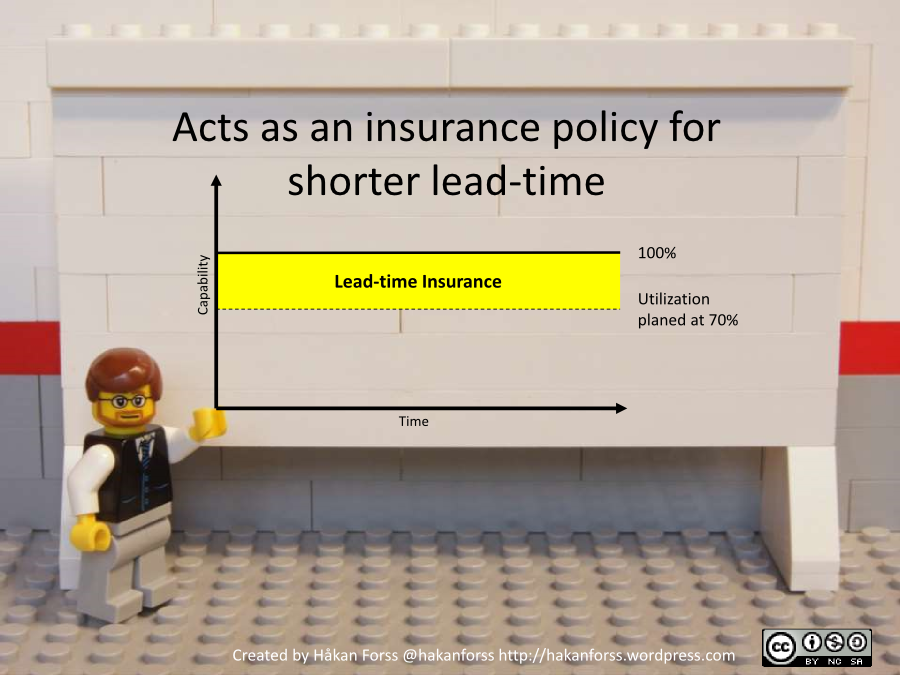 Acts as an insurance policy for
shorter lead-time
Capability
100%
Lead-time Insurance
Utilization
planed at 70%
Time
Created by Håkan Forss @hakanforss http://hakanforss.wordpress.com
cc
BY NC SA